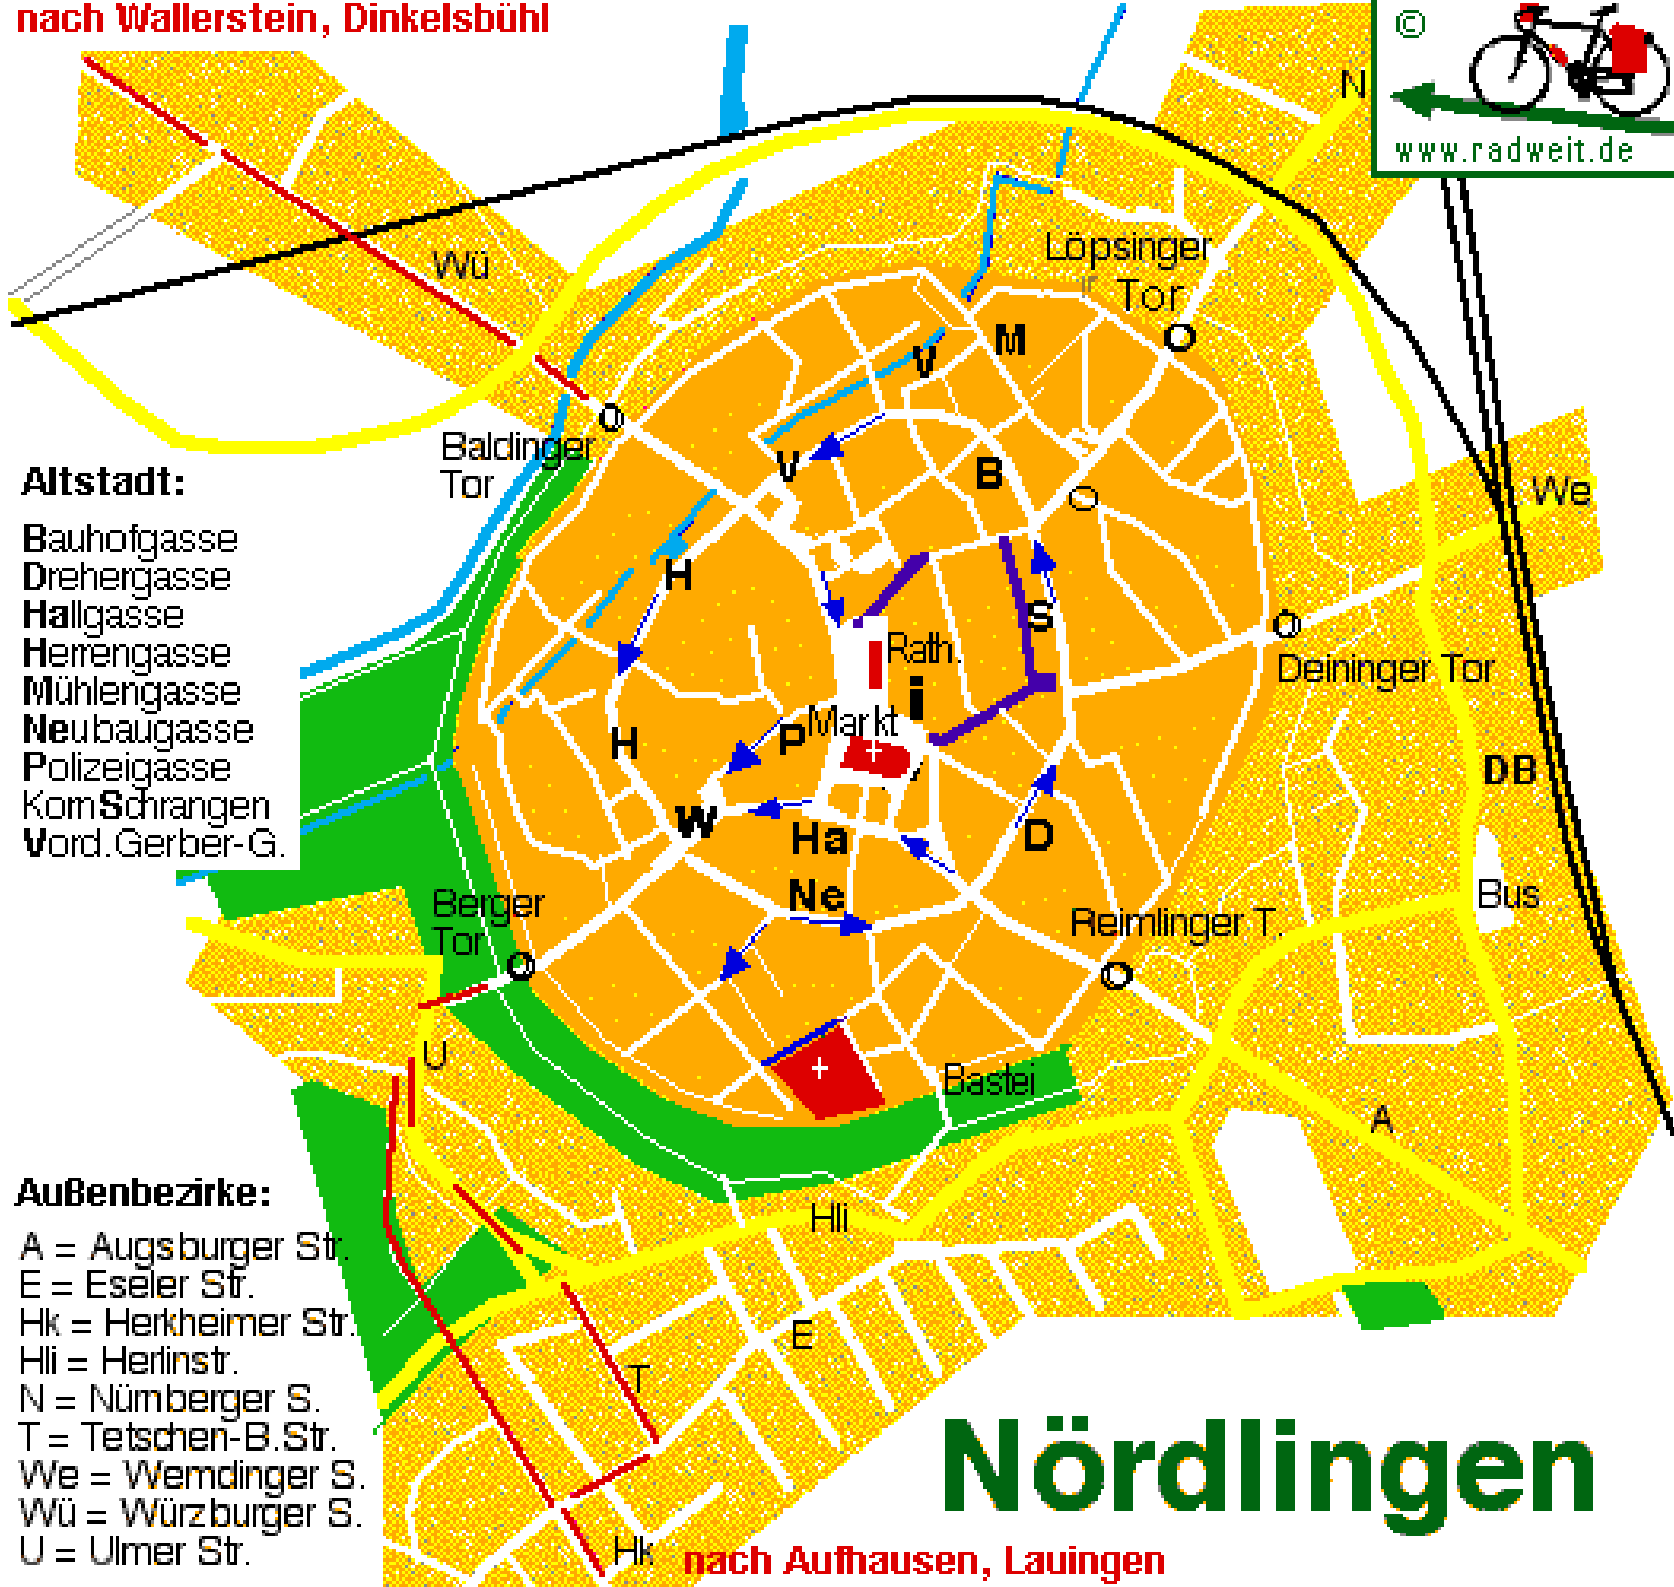 nach Wallerstein, Dinkelsbühl
©
N
www.radweit.de
Wü
Löpsinger
Tor
M
V
Baldinger
Tor
V
B
We
Altstadt:
Bauhofgasse
Drehergasse
Hallgasse
Herrengasse
Mühlengasse
Neubaugasse
Polizeigasse
KornSchrangen
Vord.Gerber-G.
H
S
Rath.
i
Deininger Tor
Markt
P
H
DB
W
Ha
D
Ne
Bus
Berger
Tor
Reimlinger T.
U
Bastei
A
Hli
E
T
Außenbezirke:
A = Augsburger Str.
E = Eseler Str.
Hk = Herkheimer Str.
Hli = Herlinstr.
N = Nürnberger S.
T = Tetschen-B.Str.
We = Wemdinger S.
Wü = Würzburger S.
U = Ulmer Str.
Nördlingen
Hk
nach Aufhausen, Lauingen